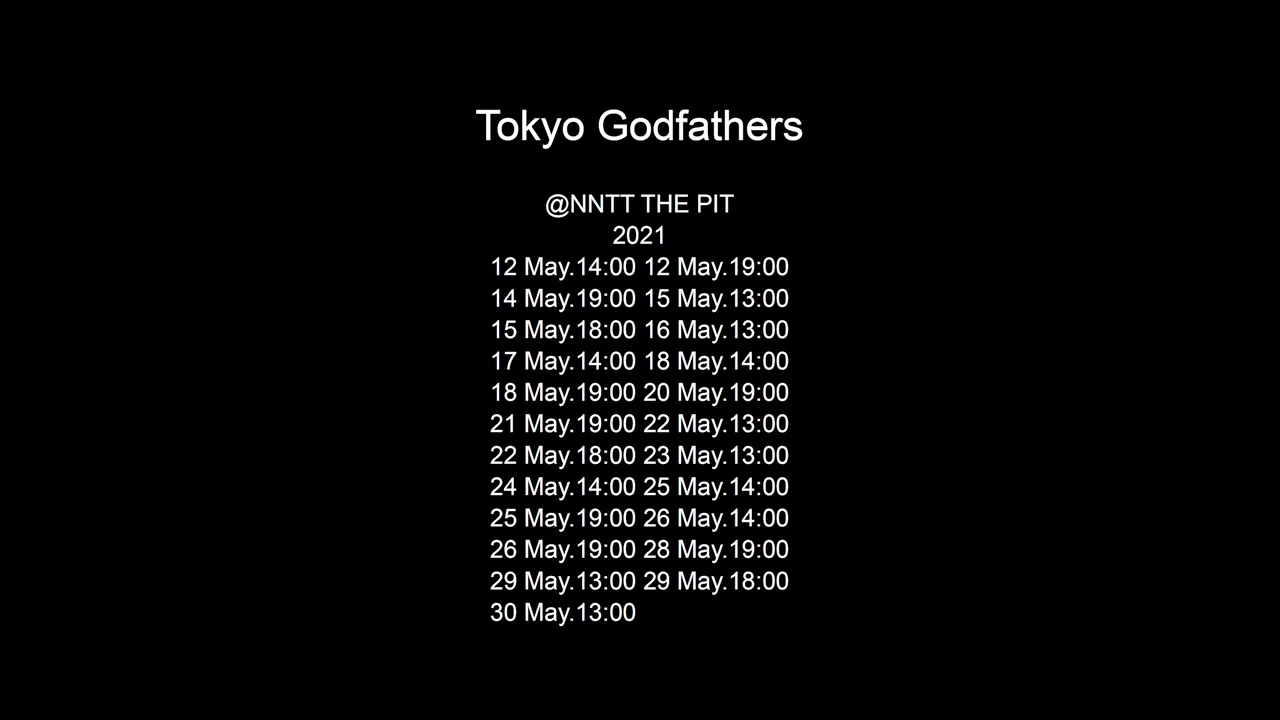 Tokyo Godfathers
@NNTT THE PIT
2021
12 May.14:00 12 May.19:00
14 May.19:00 15 May.13:00
15 May.18:00 16 May.13:00
17 May.14:00 18 May.14:00
18 May.19:00 20 May.19:00
21 May.19:00 22 May.13:00
22 May.18:00 23 May.13:00
24 May.14:00 25 May.14:00
25 May.19:00 26 May.14:00
26 May.19:00 28 May.19:00
29 May.13:00 29 May.18:00
30 May.13:00